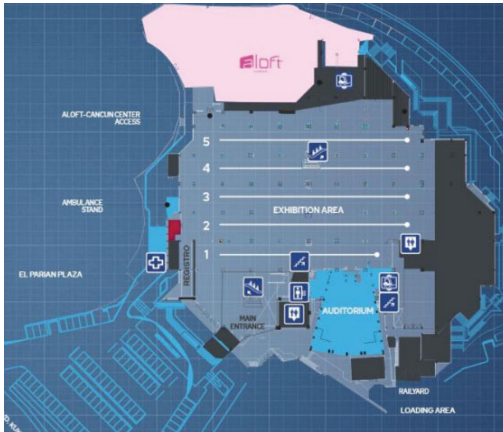 aloft
ALOFT-CANCUN CENTER
ACCESS
5
4
AMBULANCE
STAND
3
EXHIBITION AREA
2
EL PARIAN PLAZA
REGISTRO
1
MAIN
ENTRANCE
AUDITORIUM
RAILYARD
LOADING AREA